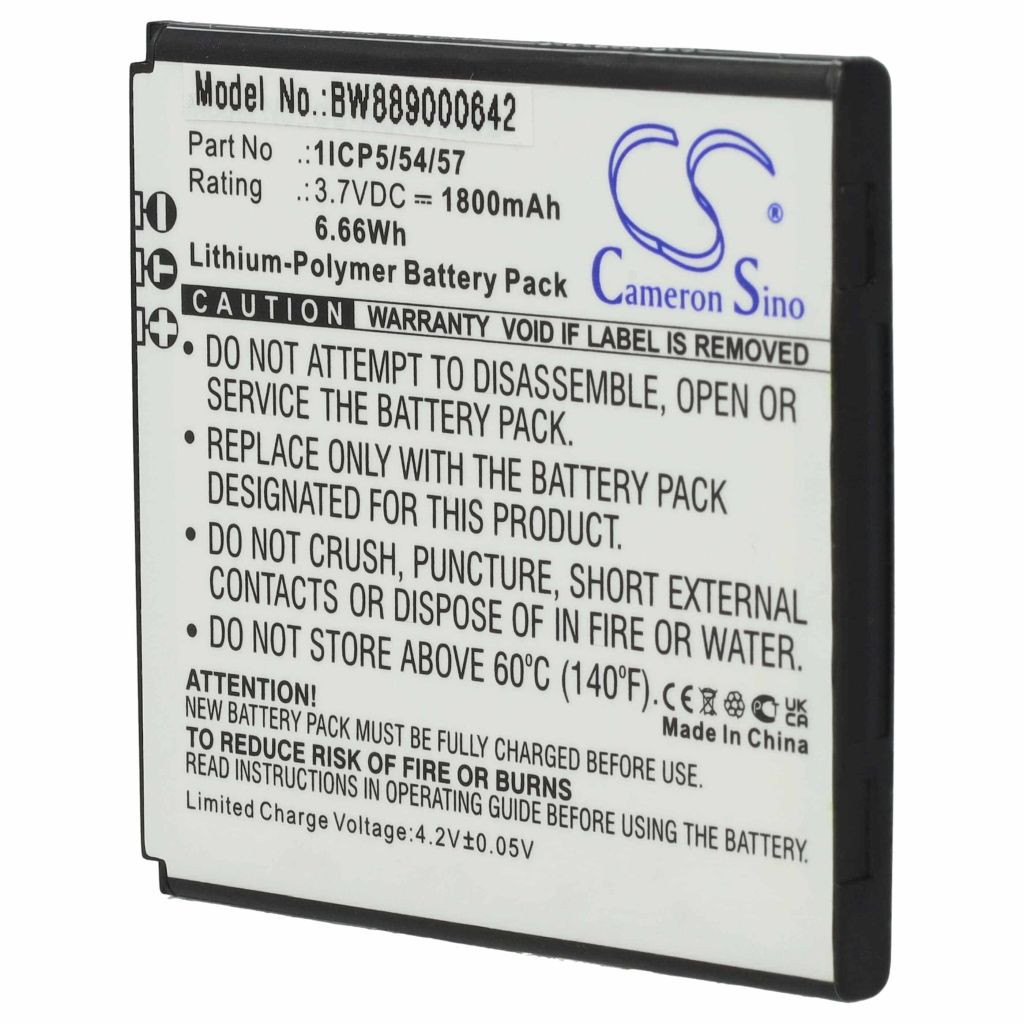 Model No.:BW889000642
Part No .:1ICP5/54/57
Rating .:3.7VDC ⎓ 1800mAh
6.66Wh
Lithium-Polymer Battery Pack
CS ®
Cameron Sino
CAUTION WARRANTY VOID IF LABEL IS REMOVED
• DO NOT ATTEMPT TO DISASSEMBLE, OPEN OR
SERVICE THE BATTERY PACK.
• REPLACE ONLY WITH THE BATTERY PACK
DESIGNATED FOR THIS PRODUCT.
• DO NOT CRUSH, PUNCTURE, SHORT EXTERNAL
CONTACTS OR DISPOSE OF IN FIRE OR WATER.
• DO NOT STORE ABOVE 60°C (140°F).
CE UKCA
Made In China
ATTENTION!
NEW BATTERY PACK MUST BE FULLY CHARGED BEFORE USE.
TO REDUCE RISK OF FIRE OR BURNS
READ INSTRUCTIONS IN OPERATING GUIDE BEFORE USING THE BATTERY.
Limited Charge Voltage:4.2V±0.05V